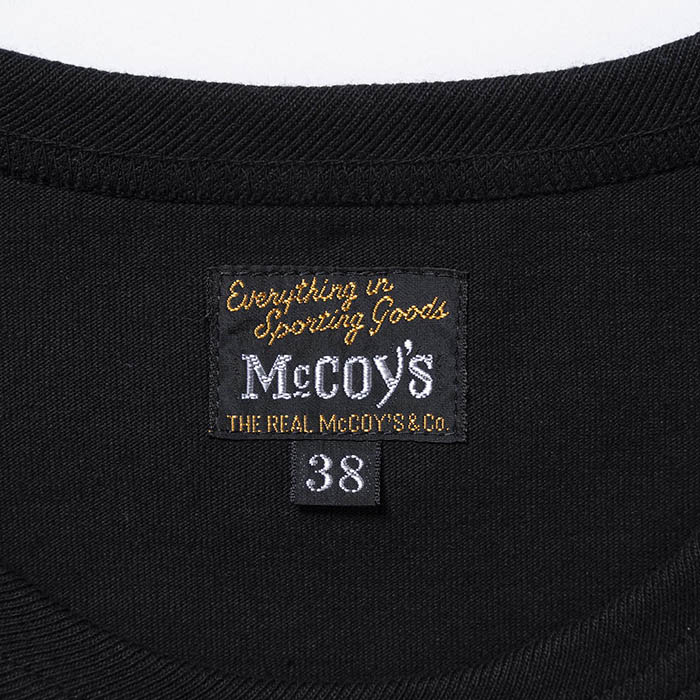 Everything in
Sporting Goods
McCOY'S
THE REAL McCOY'S & Co.
38